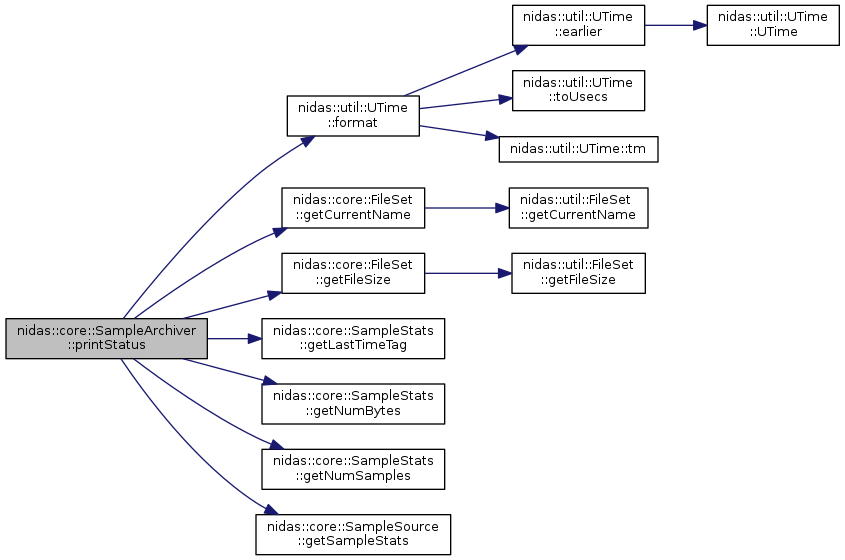 nidas::util::UTime
::earlier
nidas::util::UTime
::UTime
nidas::util::UTime
::toUsecs
nidas::util::UTime
::format
nidas::util::UTime::tm
nidas::core::FileSet
::getCurrentName
nidas::util::FileSet
::getCurrentName
nidas::core::FileSet
::getFileSize
nidas::util::FileSet
::getFileSize
nidas::core::SampleArchiver
::printStatus
nidas::core::SampleStats
::getLastTimeTag
nidas::core::SampleStats
::getNumBytes
nidas::core::SampleStats
::getNumSamples
nidas::core::SampleSource
::getSampleStats